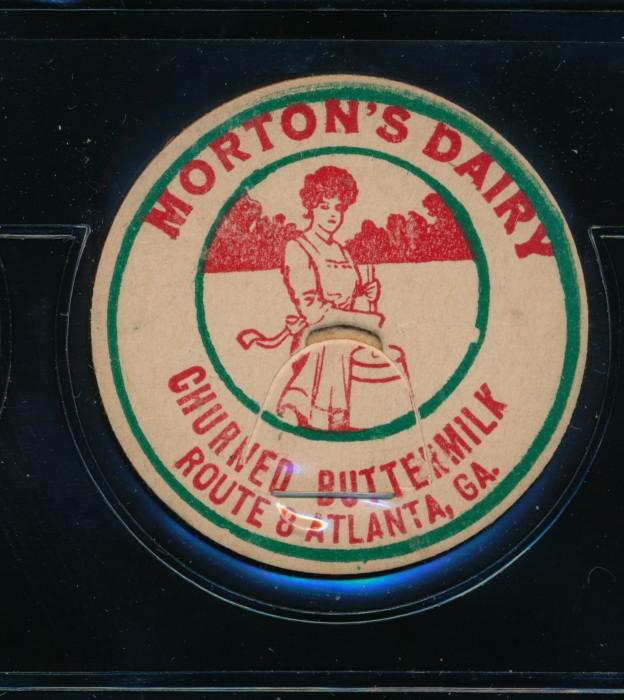 MORTON'S DAIRY
CHURNED BUTTERMILK
ROUTE 8 ATLANTA, GA.